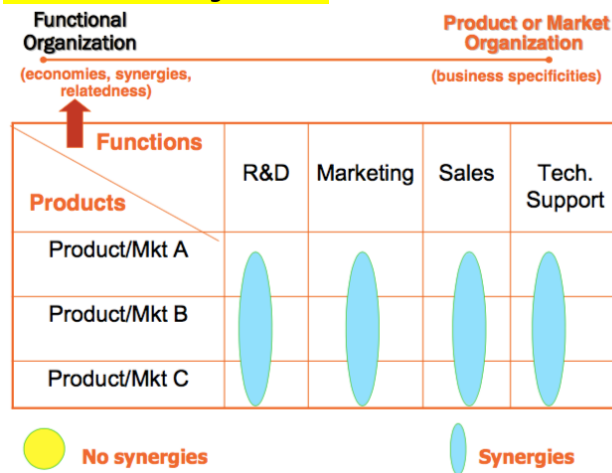 Functional
Organization
Product or Market
Organization
(economies, synergies,
relatedness)
(business specificities)
Functions
Products
R&D
Marketing
Sales
Tech.
Support
Product/Mkt A
Product/Mkt B
Product/Mkt C
No synergies
Synergies